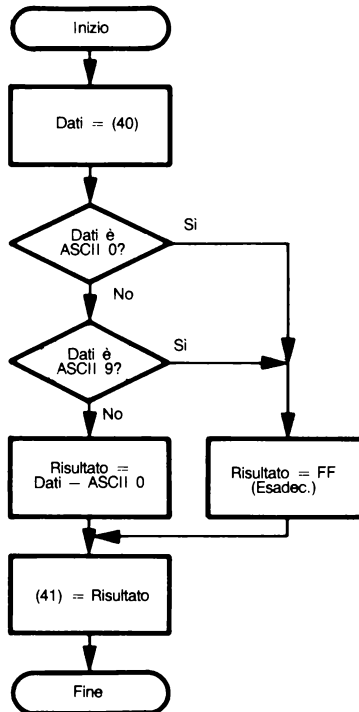 Inizio
Dati = (40)
Dati è
ASCII 0?
Si
No
Dati è
ASCII 9?
Si
No
Risultato =
Dati — ASCII 0
Risultato = FF
(Esadec.)
(41) = Risultato
Fine